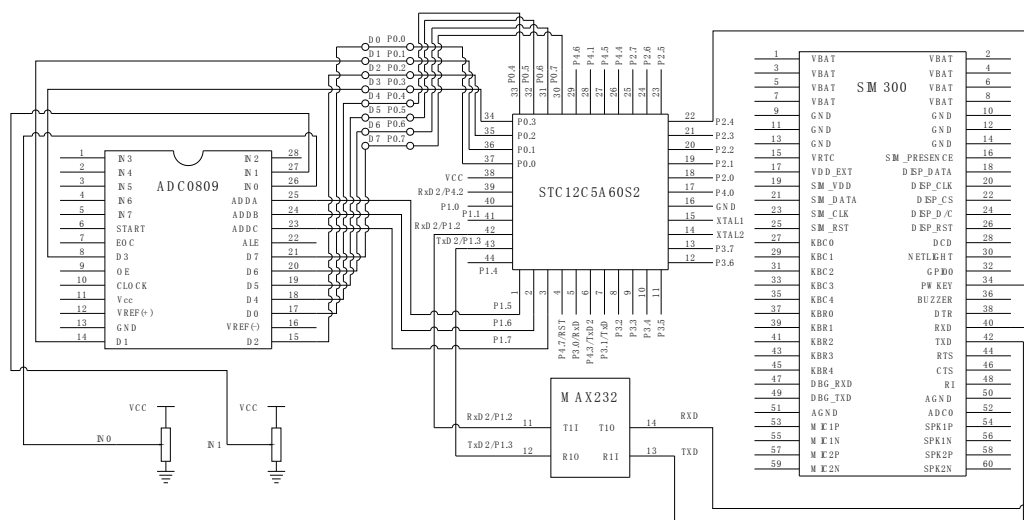 D0 P0.0
D1 P0.1
D2 P0.2
D3 P0.3
D4 P0.4
D5 P0.5
D6 P0.6
D7 P0.7
P0.4 33
P0.5 32
P0.6 31
P0.7 30
P4.6 29
P4.1 28
P4.5 27
P4.4 26
P2.7 25
P2.6 24
P2.5 23
STC12C5A60S2
34 P0.3
35 P0.2
36 P0.1
37 P0.0
VCC 38
RxD2/P4.2 39
P1.0 40
P1.1 41
RxD2/P1.2 42
TxD2/P1.3 43
P1.4 44
22 P2.4
21 P2.3
20 P2.2
19 P2.1
18 P2.0
17 P4.0
16 GND
15 XTAL1
14 XTAL2
13 P3.7
12 P3.6
1 P1.5
2 P1.6
3 P1.7
4 P4.7/RST
5 P3.0/RxD
6 P4.3/TxD2
7 P3.1/TxD
8 P3.2
9 P3.3
10 P3.4
11 P3.5
ADC0809
1 IN3
2 IN4
3 IN5
4 IN6
5 IN7
6 START
7 EOC
8 D3
9 OE
10 CLOCK
11 Vcc
12 VREF(+)
13 GND
14 D1
IN2 28
IN1 27
IN0 26
ADDA 25
ADDB 24
ADDC 23
ALE 22
D7 21
D6 20
D5 19
D4 18
D0 17
VREF(-) 16
D2 15
VCC
IN0
VCC
IN1
MAX232
RxD2/P1.2 11 T1I
TxD2/P1.3 12 R1O
T1O 14 RXD
R1I 13 TXD
SIM300
1 VBAT
3 VBAT
5 VBAT
7 VBAT
9 GND
11 GND
13 GND
15 VRTC
17 VDD_EXT
19 SIM_VDD
21 SIM_DATA
23 SIM_CLK
25 SIM_RST
27 KBC0
29 KBC1
31 KBC2
33 KBC3
35 KBC4
37 KBR0
39 KBR1
41 KBR2
43 KBR3
45 KBR4
47 DBG_RXD
49 DBG_TXD
51 AGND
53 MIC1P
55 MIC1N
57 MIC2P
59 MIC2N
VBAT 2
VBAT 4
VBAT 6
VBAT 8
GND 10
GND 12
GND 14
SIM_PRESENCE 16
DISP_DATA 18
DISP_CLK 20
DISP_CS 22
DISP_D/C 24
DISP_RST 26
DCD 28
NETLIGHT 30
GPIO0 32
PWKEY 34
BUZZER 36
DTR 38
RXD 40
TXD 42
RTS 44
CTS 46
RI 48
AGND 50
ADC0 52
SPK1P 54
SPK1N 56
SPK2P 58
SPK2N 60